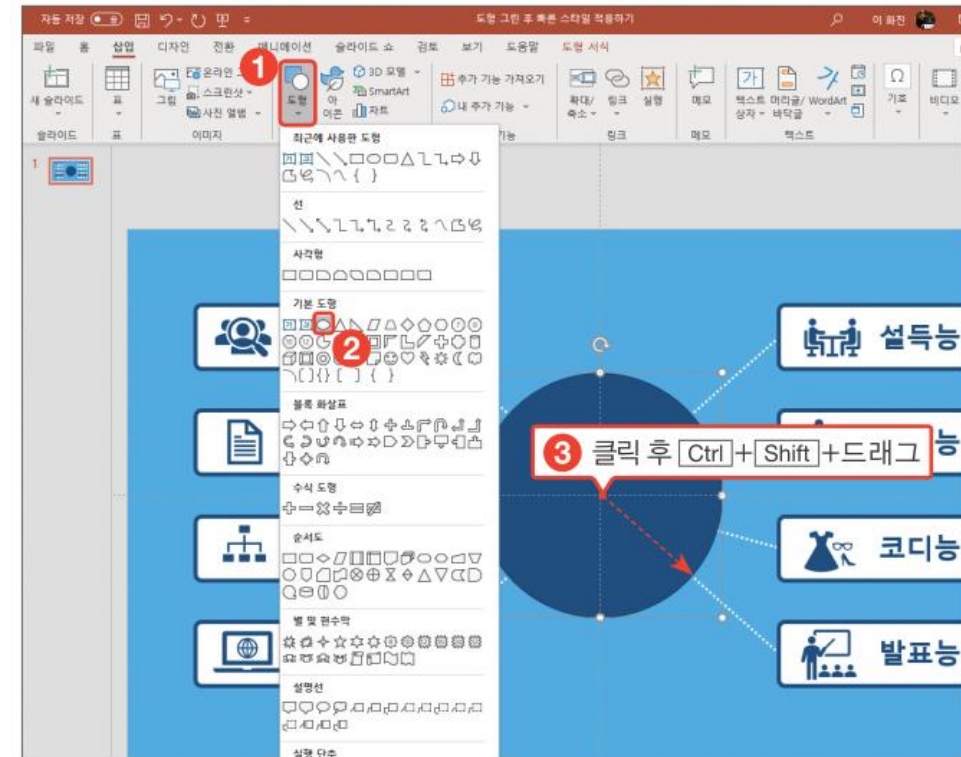 자동 저장 도형 그린 후 빠른 스타일 적용하기 이 화진
파일 홈 삽입 디자인 전환 애니메이션 슬라이드 쇼 검토 보기 도움말 도형 서식
1
온라인 3D 모델 추가 기능 가져오기
새 슬라이드 표 그림 스크린샷 도형 아이콘 SmartArt 확대/축소 링크 실행 메모 텍스트 상자 머리글/바닥글 WordArt 기호 비디오
사진 앨범 차트 내 추가 기능
슬라이드 표 이미지 기능 링크 메모 텍스트
1
최근에 사용한 도형
선
사각형
기본 도형
2
블록 화살표
수식 도형
순서도
별 및 현수막
설명선
실행 단추
설득능
3 클릭 후 Ctrl+Shift+드래그
능
코디능
발표능